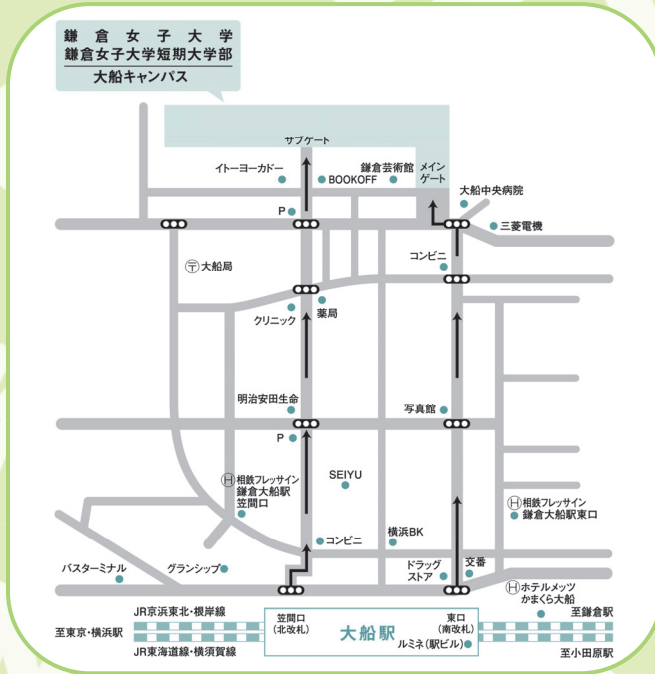 鎌倉女子大学
鎌倉女子大学短期大学部
大船キャンパス
サブゲート
イトーヨーカドー
BOOKOFF
鎌倉芸術館
メイン
ゲート
大船中央病院
P
三菱電機
〒大船局
コンビニ
クリニック
薬局
明治安田生命
写真館
P
SEIYU
H相鉄フレッサイン
鎌倉大船駅
笠間口
H相鉄フレッサイン
鎌倉大船駅東口
コンビニ
横浜BK
バスターミナル
グランシップ
ドラッグ
ストア
交番
Hホテルメッツ
かまくら大船
JR京浜東北・根岸線
至東京・横浜駅
JR東海道線・横須賀線
笠間口
(北改札)
大船駅
東口
(南改札)
ルミネ(駅ビル)
至鎌倉駅
至小田原駅